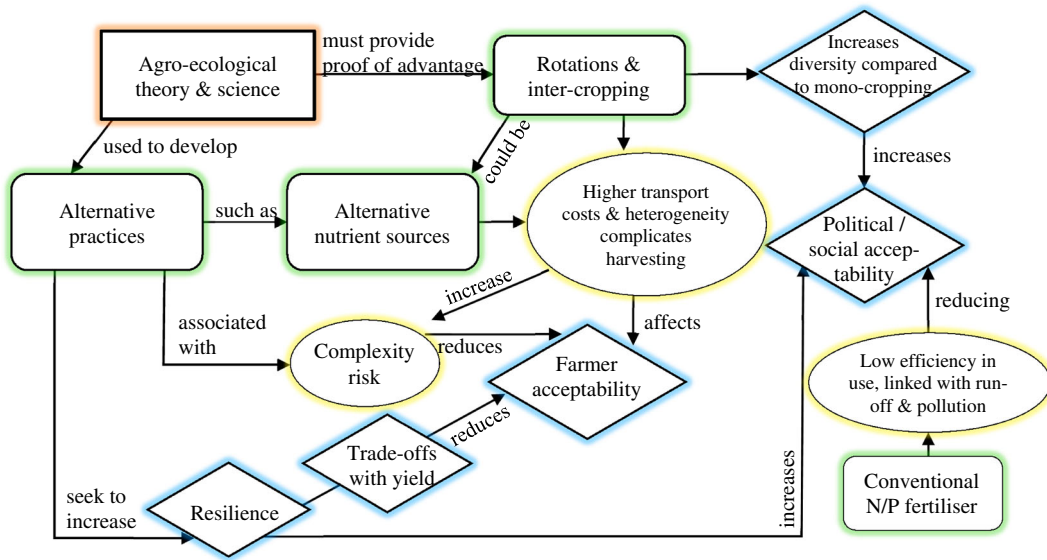 must provide
proof of advantage
Agro-ecological
theory & science
Rotations &
inter-cropping
Increases
diversity compared
to mono-cropping
used to develop
could be
increases
Alternative
practices
such as
Alternative
nutrient sources
Higher transport
costs & heterogeneity
complicates
harvesting
Political /
social accep-
tability
increase
reducing
associated
with
affects
Complexity
risk
reduces
Farmer
acceptability
Low efficiency in
use, linked with run-
off & pollution
Trade-offs
with yield
reduces
increases
Conventional
N/P fertiliser
seek to
increase
Resilience